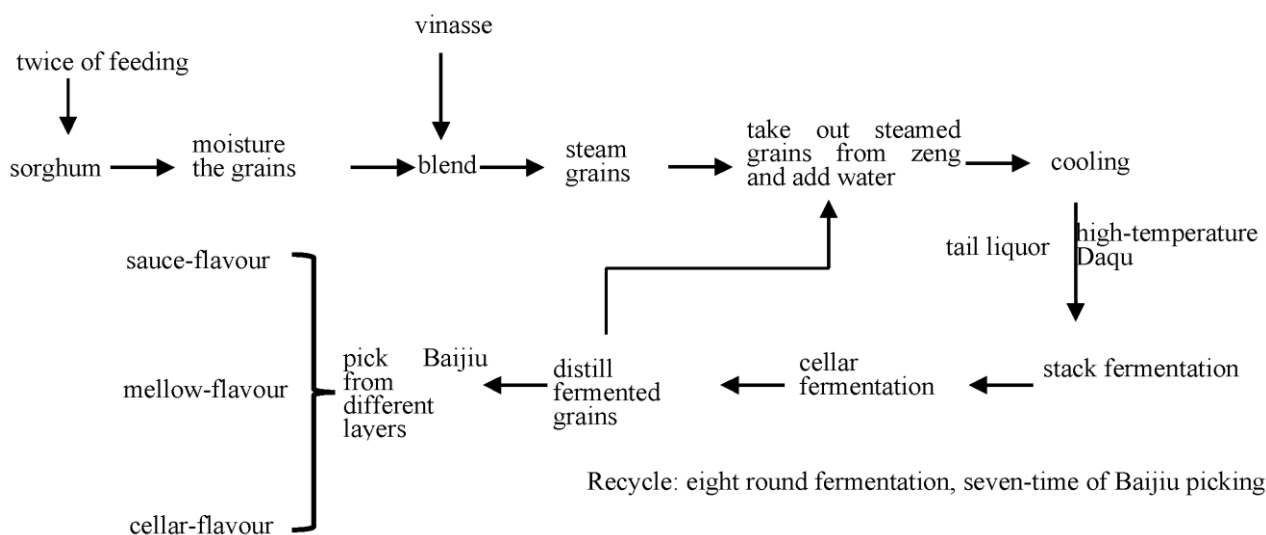 vinasse
twice of feeding
sorghum
moisture
the grains
blend
steam
grains
take out steamed
grains from zeng
and add water
cooling
tail liquor
high-temperature
Daqu
stack fermentation
cellar
fermentation
distill
fermented
grains
pick Baijiu
from
different
layers
sauce-flavour
mellow-flavour
cellar-flavour
Recycle: eight round fermentation, seven-time of Baijiu picking